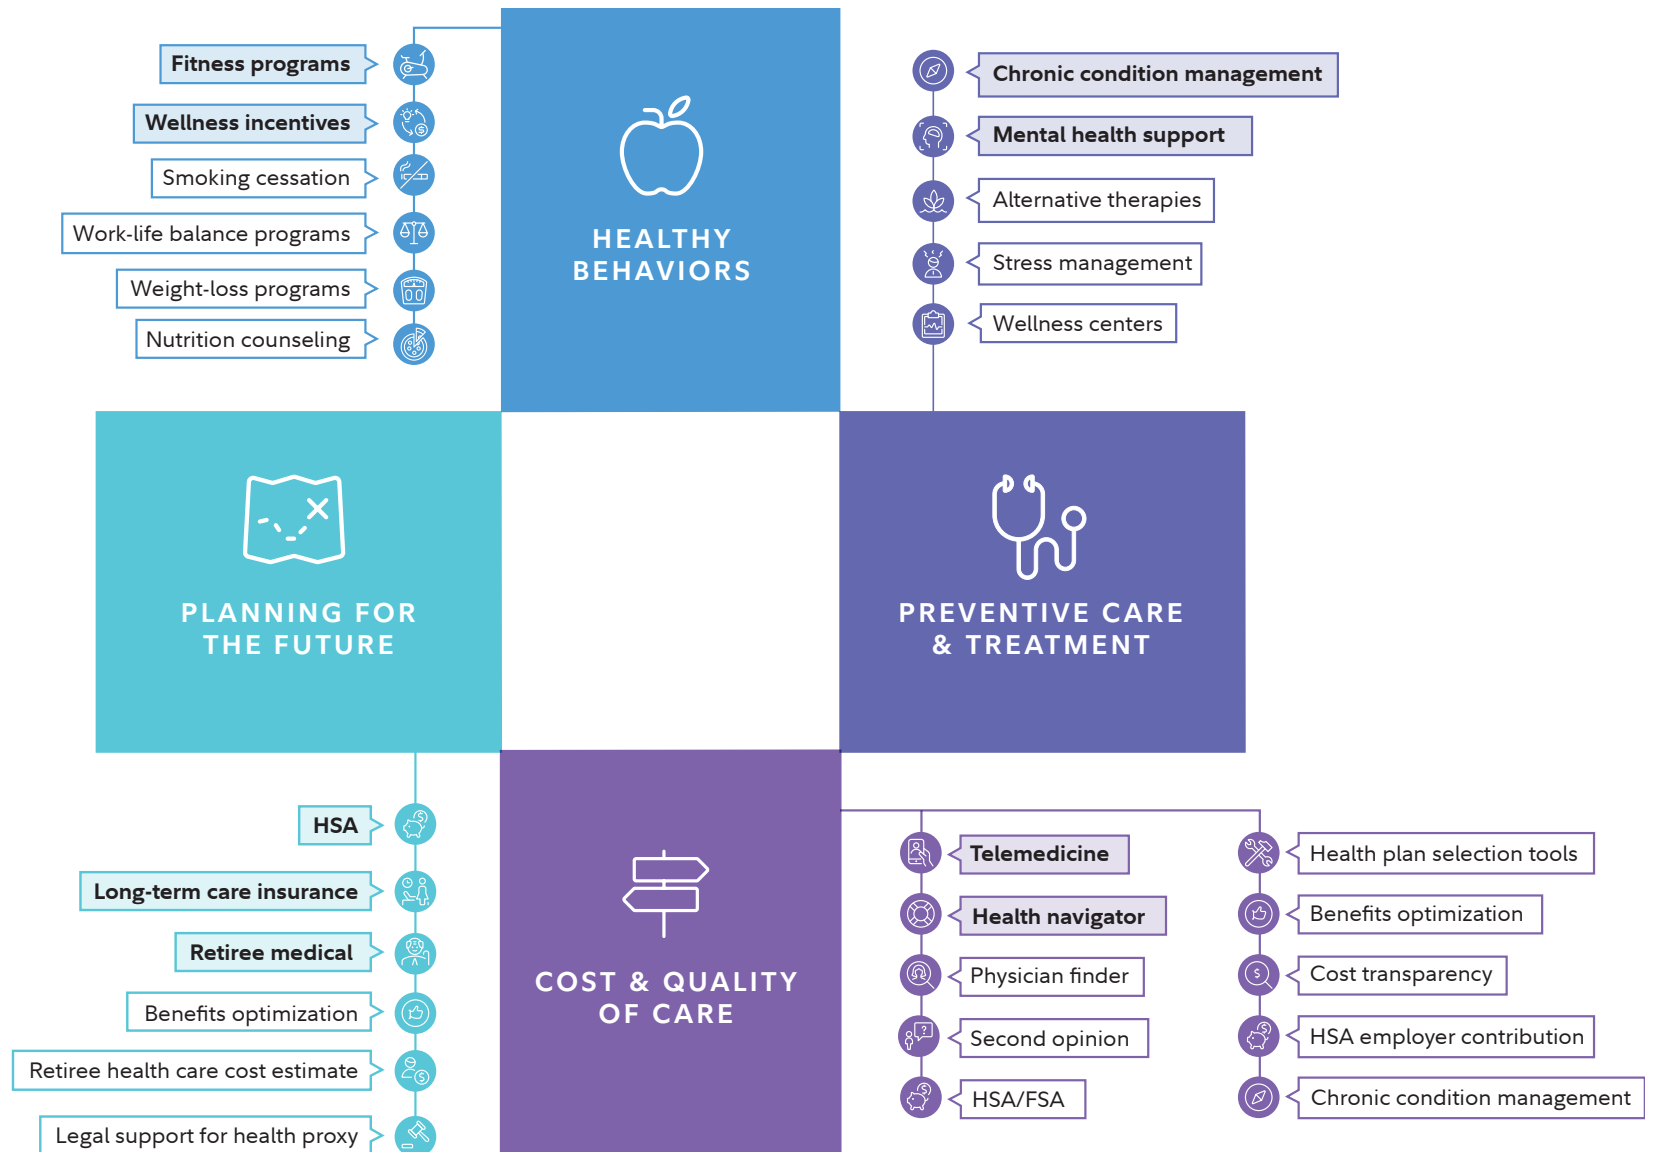 Fitness programs
Wellness incentives
Smoking cessation
Work-life balance programs
Weight-loss programs
Nutrition counseling
HEALTHY
BEHAVIORS
Chronic condition management
Mental health support
Alternative therapies
Stress management
Wellness centers
PLANNING FOR
THE FUTURE
PREVENTIVE CARE
& TREATMENT
HSA
Long-term care insurance
Retiree medical
Benefits optimization
Retiree health care cost estimate
Legal support for health proxy
COST & QUALITY
OF CARE
Telemedicine
Health navigator
Physician finder
Second opinion
HSA/FSA
Health plan selection tools
Benefits optimization
Cost transparency
HSA employer contribution
Chronic condition management